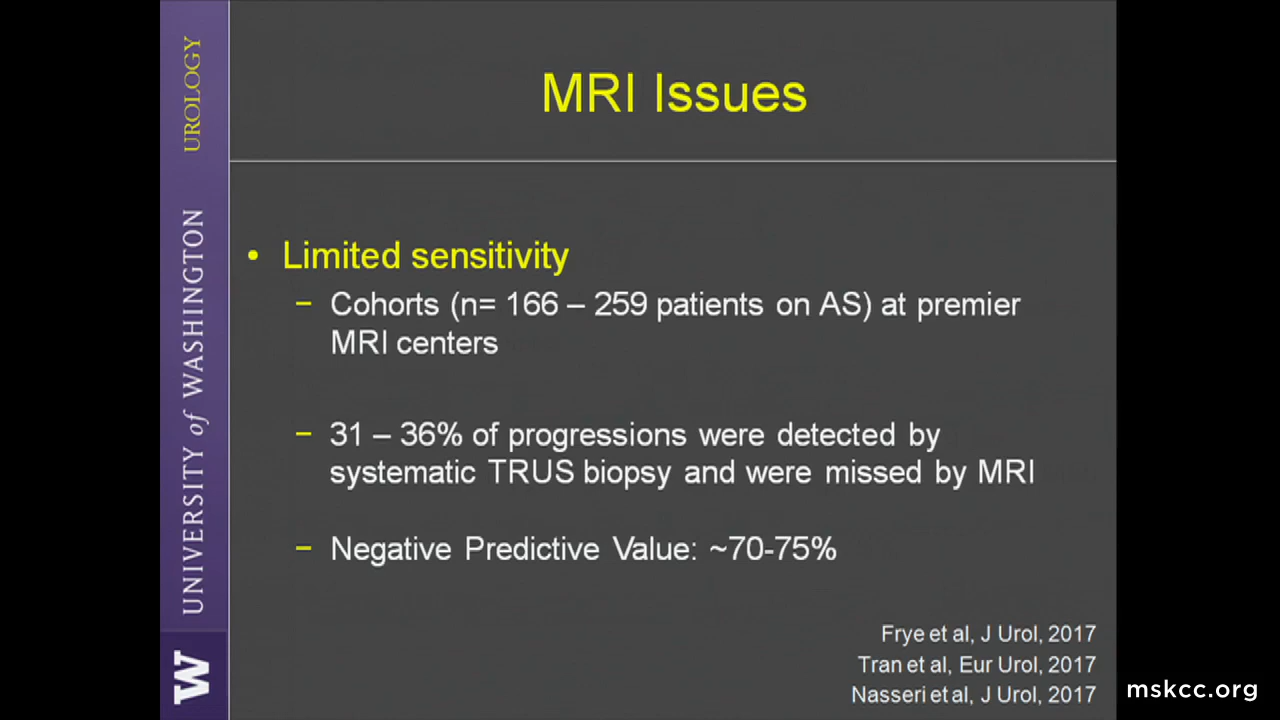 MRI Issues
• Limited sensitivity
– Cohorts (n= 166 – 259 patients on AS) at premier
MRI centers
– 31 – 36% of progressions were detected by
systematic TRUS biopsy and were missed by MRI
– Negative Predictive Value: ~70-75%
Frye et al, J Urol, 2017
Tran et al, Eur Urol, 2017
Nasseri et al, J Urol, 2017
UROLOGY
UNIVERSITY of WASHINGTON
W
mskcc.org